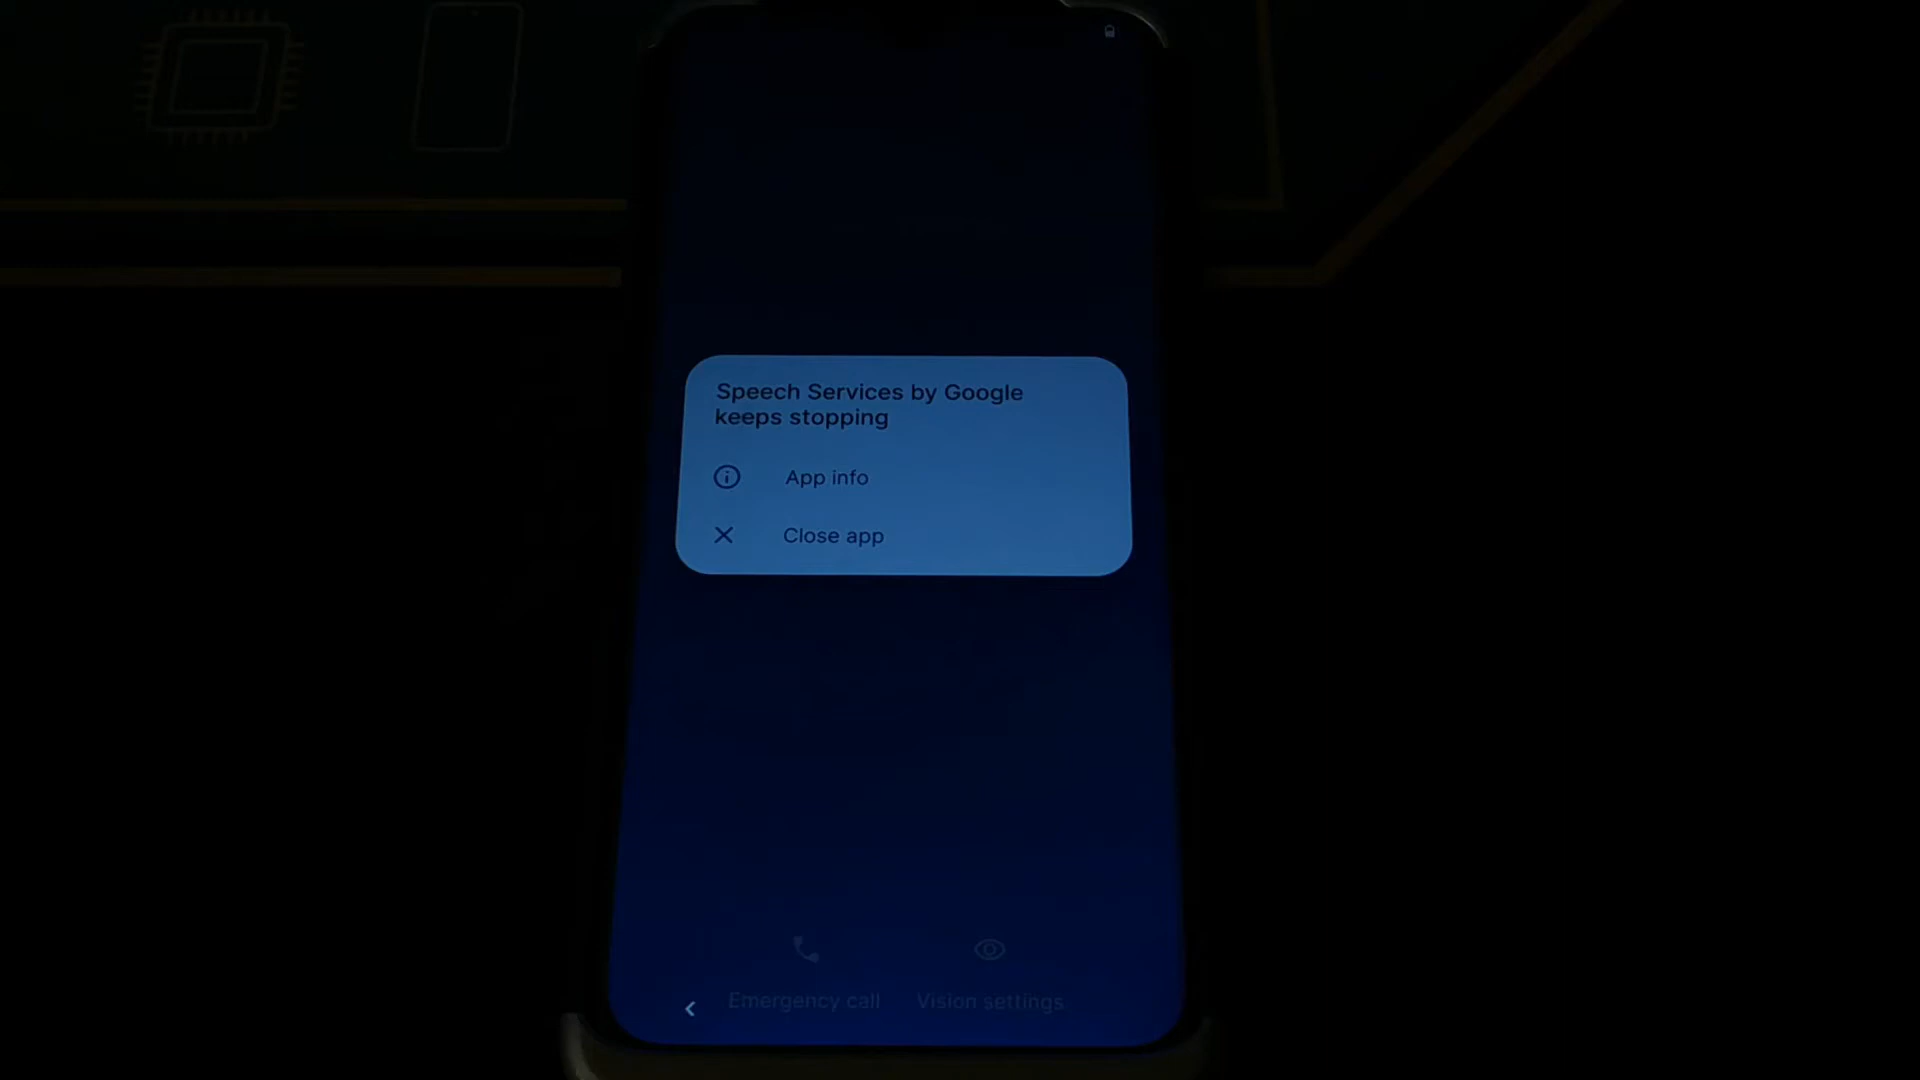 Speech Services by Google
keeps stopping
App info
Close app
Emergency call
Vision settings